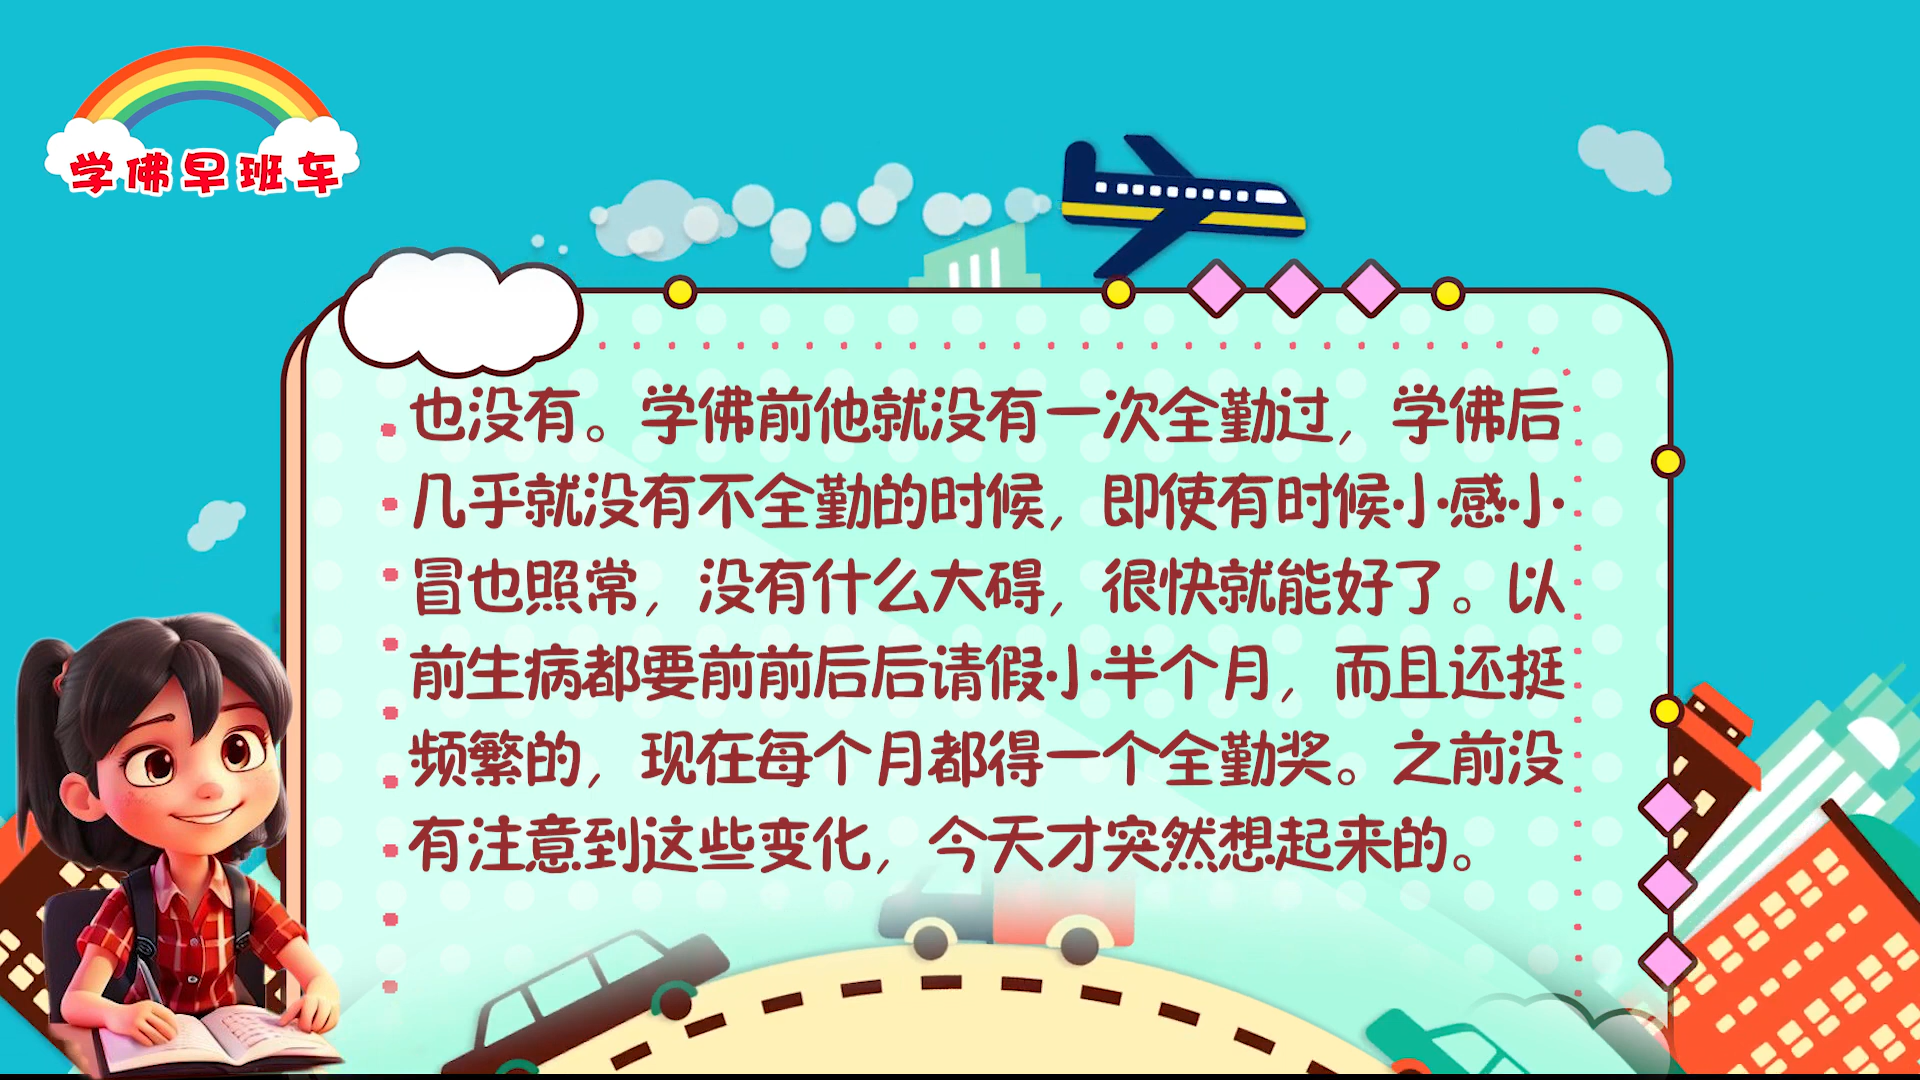 学佛早班车
也没有。学佛前他就没有一次全勤过，学佛后
几乎就没有不全勤的时候，即使有时候小感小
冒也照常，没有什么大碍，很快就能好了。以
前生病都要前前后后请假小半个月，而且还挺
频繁的，现在每个月都得一个全勤奖。之前没
有注意到这些变化，今天才突然想起来的。